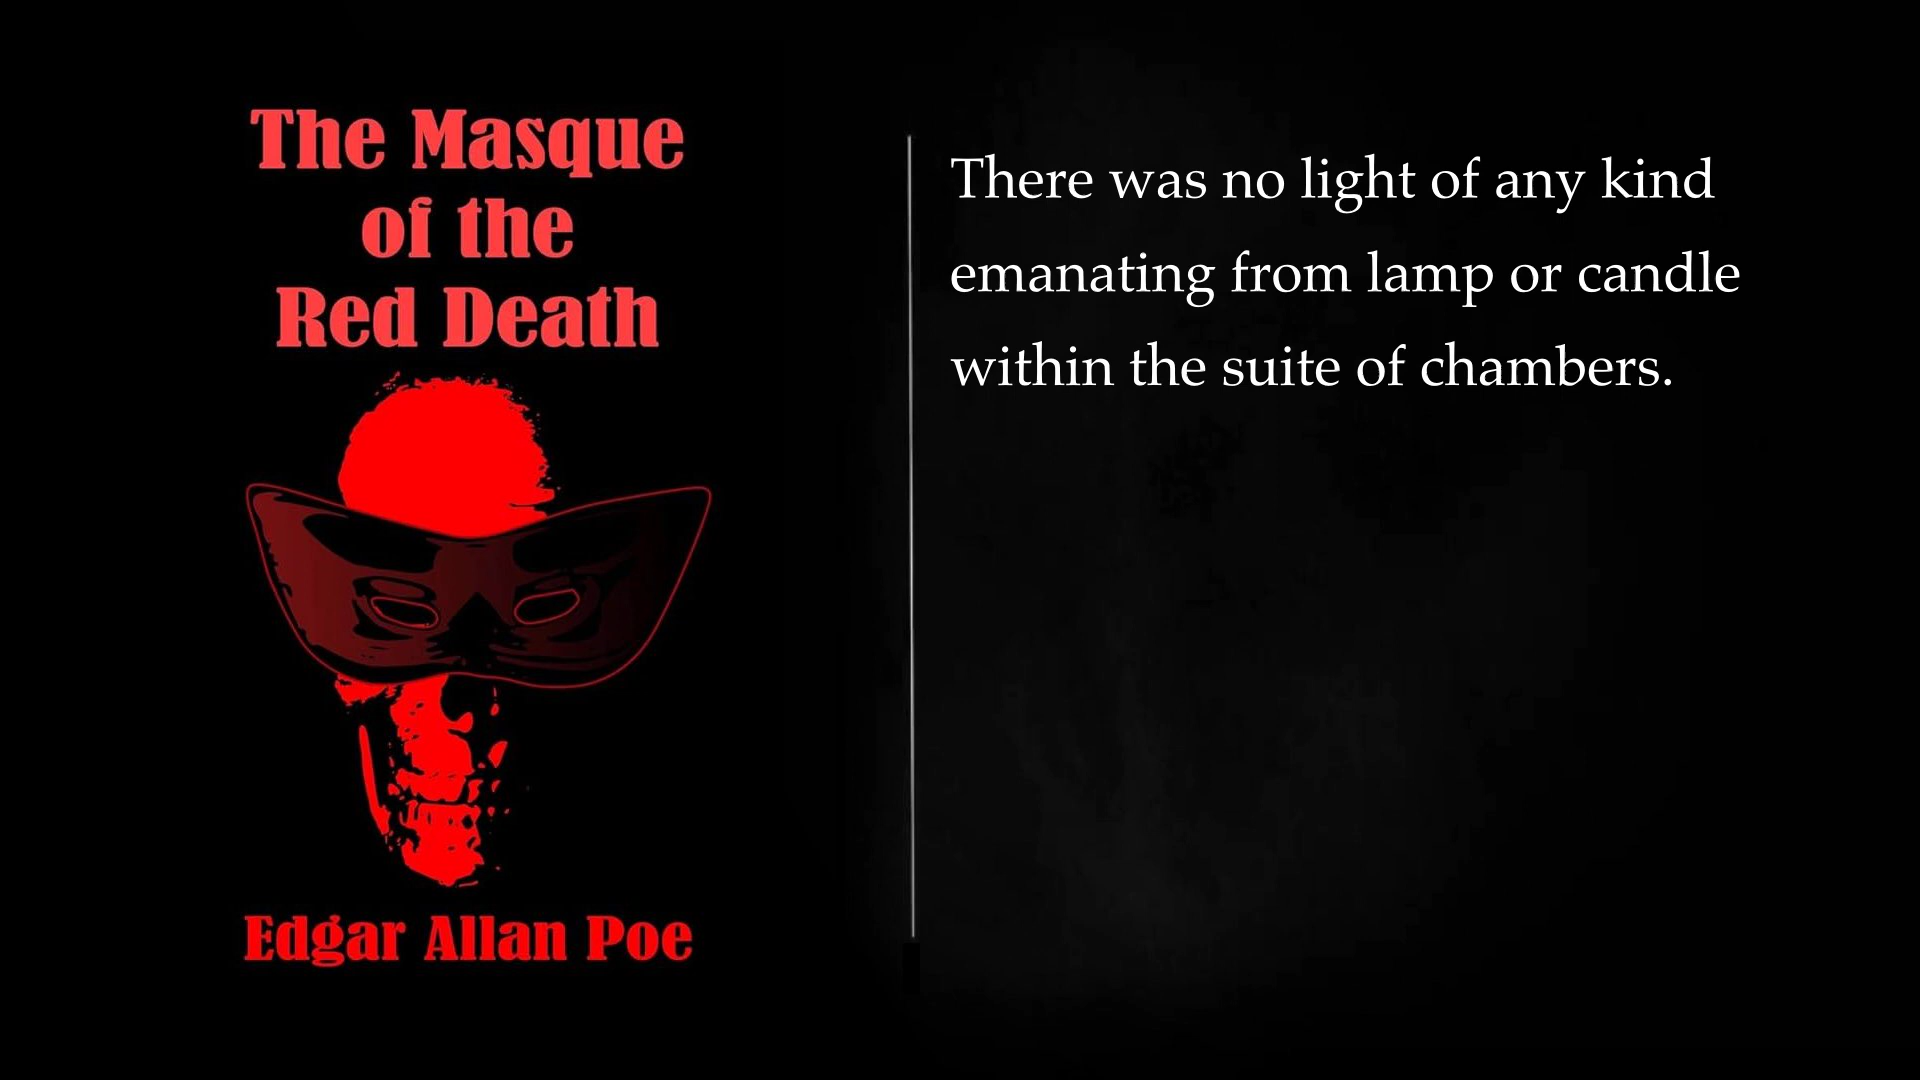 The Masque
of the
Red Death
Edgar Allan Poe
There was no light of any kind
emanating from lamp or candle
within the suite of chambers.